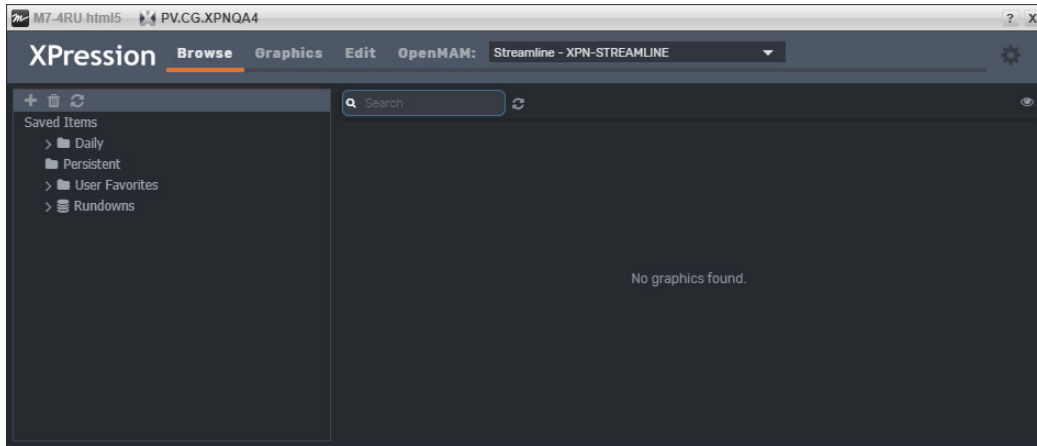 M7-4RU html5 PV.CG.XPNQA4 ? X
XPression Browse Graphics Edit OpenMAM: Streamline - XPN-STREAMLINE
Search
Saved Items
Daily
Persistent
User Favorites
Rundowns
No graphics found.